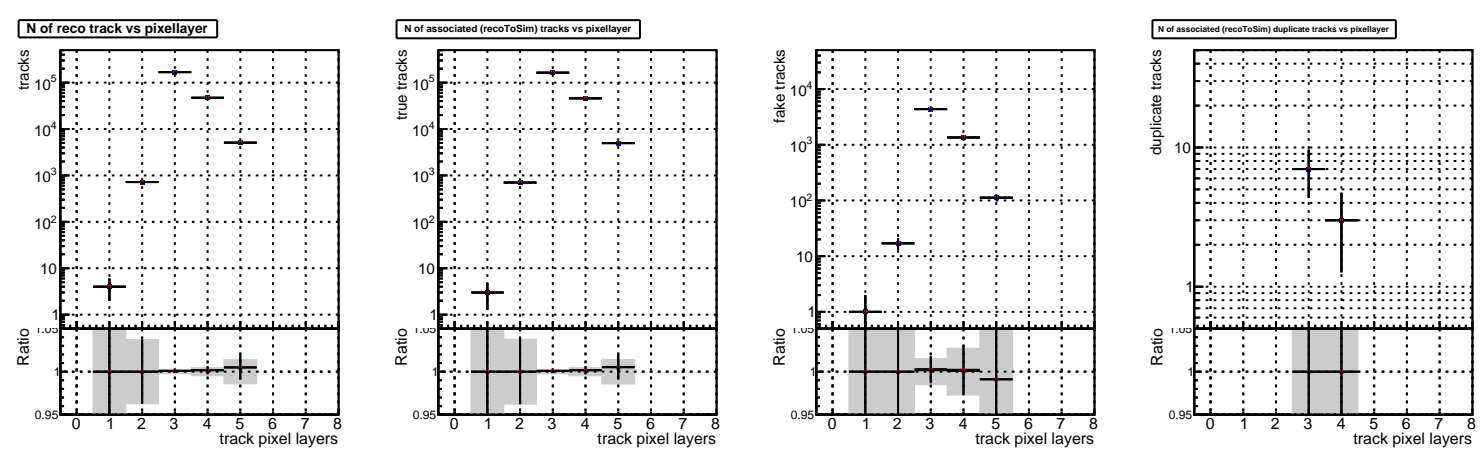 N of reco track vs pixellayer
tracks
10^5
10^4
10^3
10^2
10
1
Ratio
1.05
1
0.95
0 1 2 3 4 5 6 7 8
track pixel layers
N of associated (recoToSim) tracks vs pixellayer
true tracks
10^5
10^4
10^3
10^2
10
1
Ratio
1.05
1
0.95
0 1 2 3 4 5 6 7 8
track pixel layers
fake tracks
10^4
10^3
10^2
10
1
Ratio
1.05
1
0.95
0 1 2 3 4 5 6 7 8
track pixel layers
N of associated (recoToSim) duplicate tracks vs pixellayer
duplicate tracks
10
1
Ratio
1.05
1
0.95
0 1 2 3 4 5 6 7 8
track pixel layers